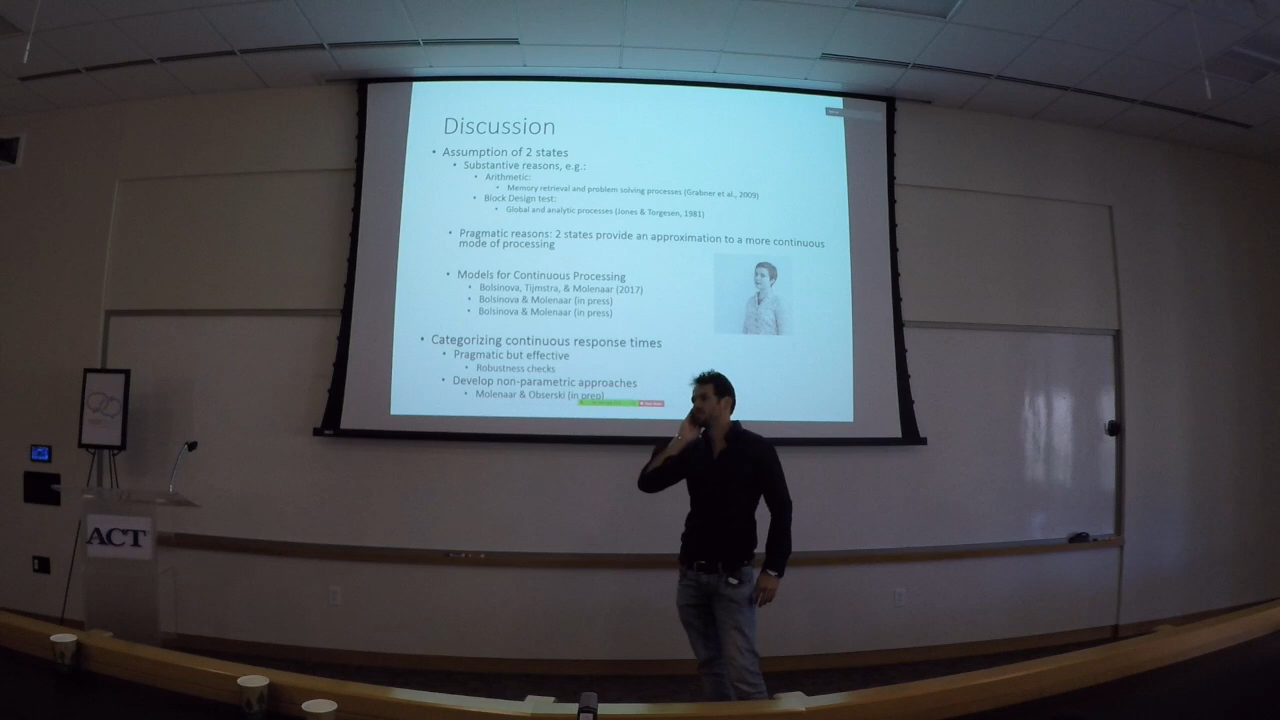 Discussion
• Assumption of 2 states
• Substantive reasons, e.g.:
• Arithmetic:
• Memory retrieval and problem solving processes (Grabner et al., 2009)
• Block Design test:
• Global and analytic processes (Jones & Torgesen, 1981)
• Pragmatic reasons: 2 states provide an approximation to a more continuous
mode of processing
• Models for Continuous Processing
• Bolsinova, Tijmstra, & Molenaar (2017)
• Bolsinova & Molenaar (in press)
• Bolsinova & Molenaar (in press)
• Categorizing continuous response times
• Pragmatic but effective
• Robustness checks
• Develop non-parametric approaches
• Molenaar & Obserski (in prep)
ACT